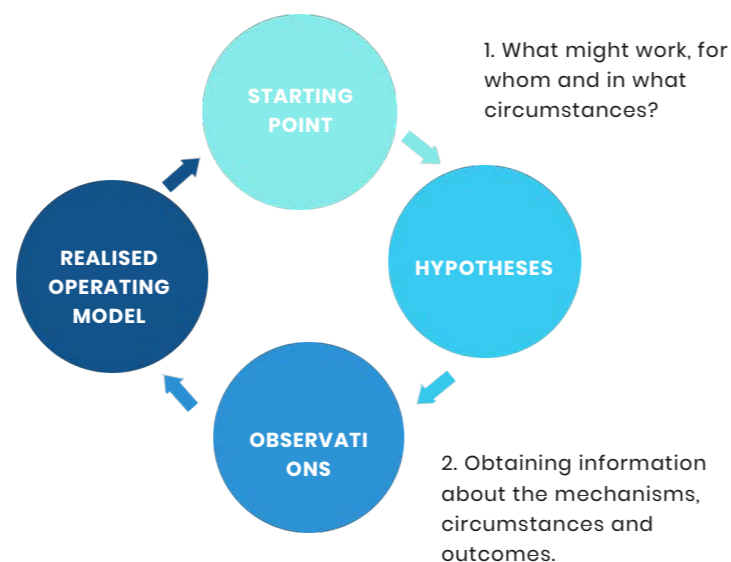 STARTING
POINT
1. What might work, for
whom and in what
circumstances?
HYPOTHESES
REALISED
OPERATING
MODEL
OBSERVATI
ONS
2. Obtaining information
about the mechanisms,
circumstances and
outcomes.